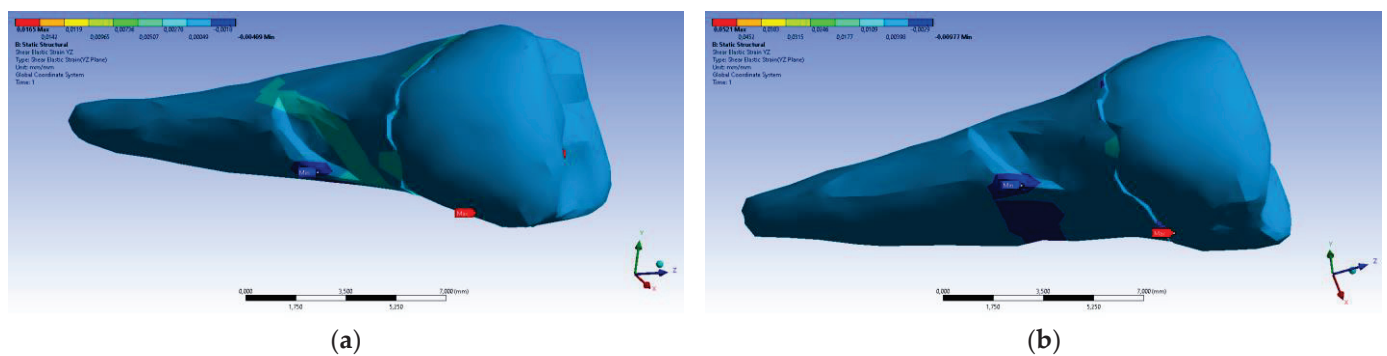 0,0165 Max 0,0119 0,00736 0,00278 -0,0018
0,0142 0,00965 0,00507 0,00049 -0,00409 Min
B: Static Structural
Shear Elastic Strain YZ
Type: Shear Elastic Strain(YZ Plane)
Unit: mm/mm
Global Coordinate System
Time: 1
Min
Max
Y
Z
X
0,000 3,500 7,000 (mm)
1,750 5,250
(a)
0,0521 Max 0,0383 0,0246 0,0109 -0,0029
0,0452 0,0315 0,0177 0,00398 -0,00977 Min
B: Static Structural
Shear Elastic Strain YZ
Type: Shear Elastic Strain(YZ Plane)
Unit: mm/mm
Global Coordinate System
Time: 1
Min
Max
Y
Z
X
0,000 3,500 7,000 (mm)
1,750 5,250
(b)